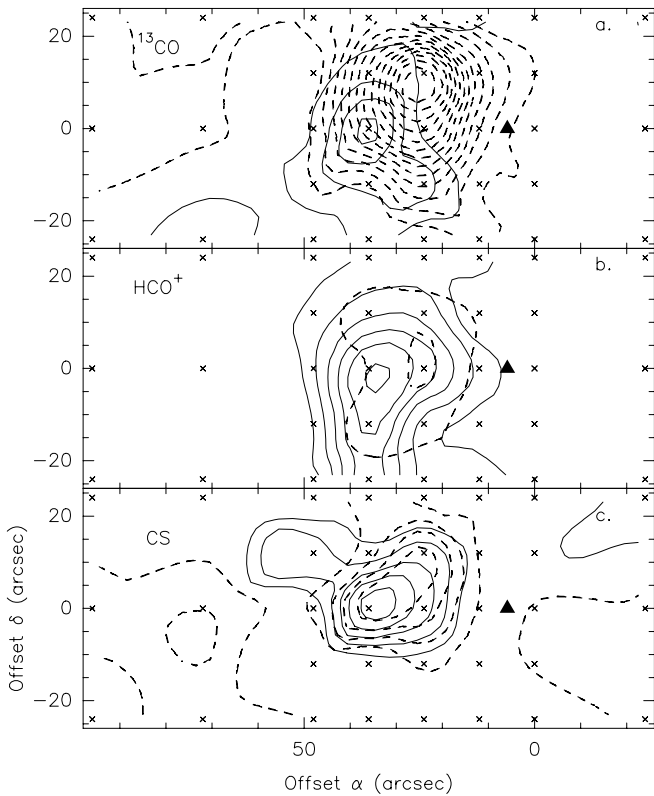 ¹³CO
a.
20
0
−20
HCO⁺
b.
20
0
−20
CS
c.
20
0
−20
50
0
Offset δ (arcsec)
Offset α (arcsec)